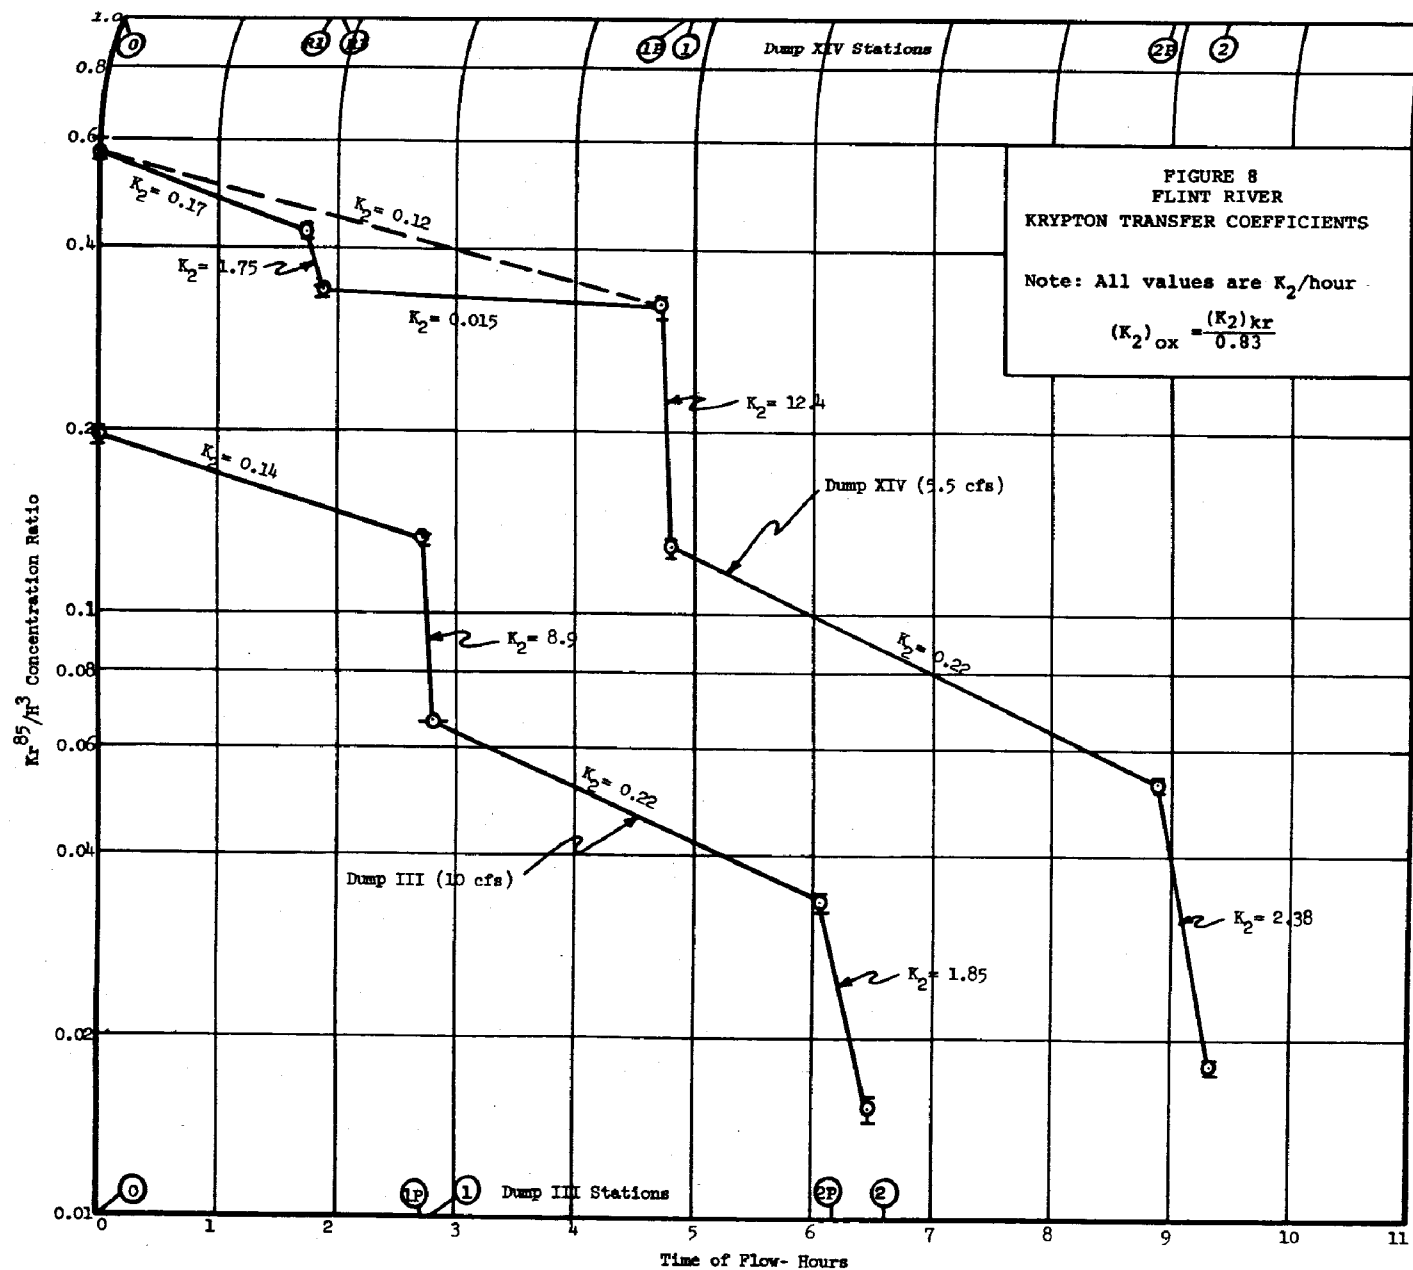 1.0
0.8
0.6
0.4
0.2
0.1
0.08
0.06
0.04
0.02
0.01
Kr⁸⁵/H³ Concentration Ratio
0 R1 1B 1 Dump XIV Stations 2B 2
FIGURE 8
FLINT RIVER
KRYPTON TRANSFER COEFFICIENTS
Note: All values are K₂/hour
(K₂)ox = (K₂)kr
0.83
K₂= 0.17
K₂= 0.12
K₂= 1.75
K₂= 0.015
K₂= 12.4
K₂= 0.14
Dump XIV (5.5 cfs)
K₂= 8.9
K₂= 0.22
K₂= 0.22
Dump III (10 cfs)
K₂= 2.38
K₂= 1.85
0 1P 1 Dump III Stations 2P 2
0 1 2 3 4 5 6 7 8 9 10 11
Time of Flow- Hours